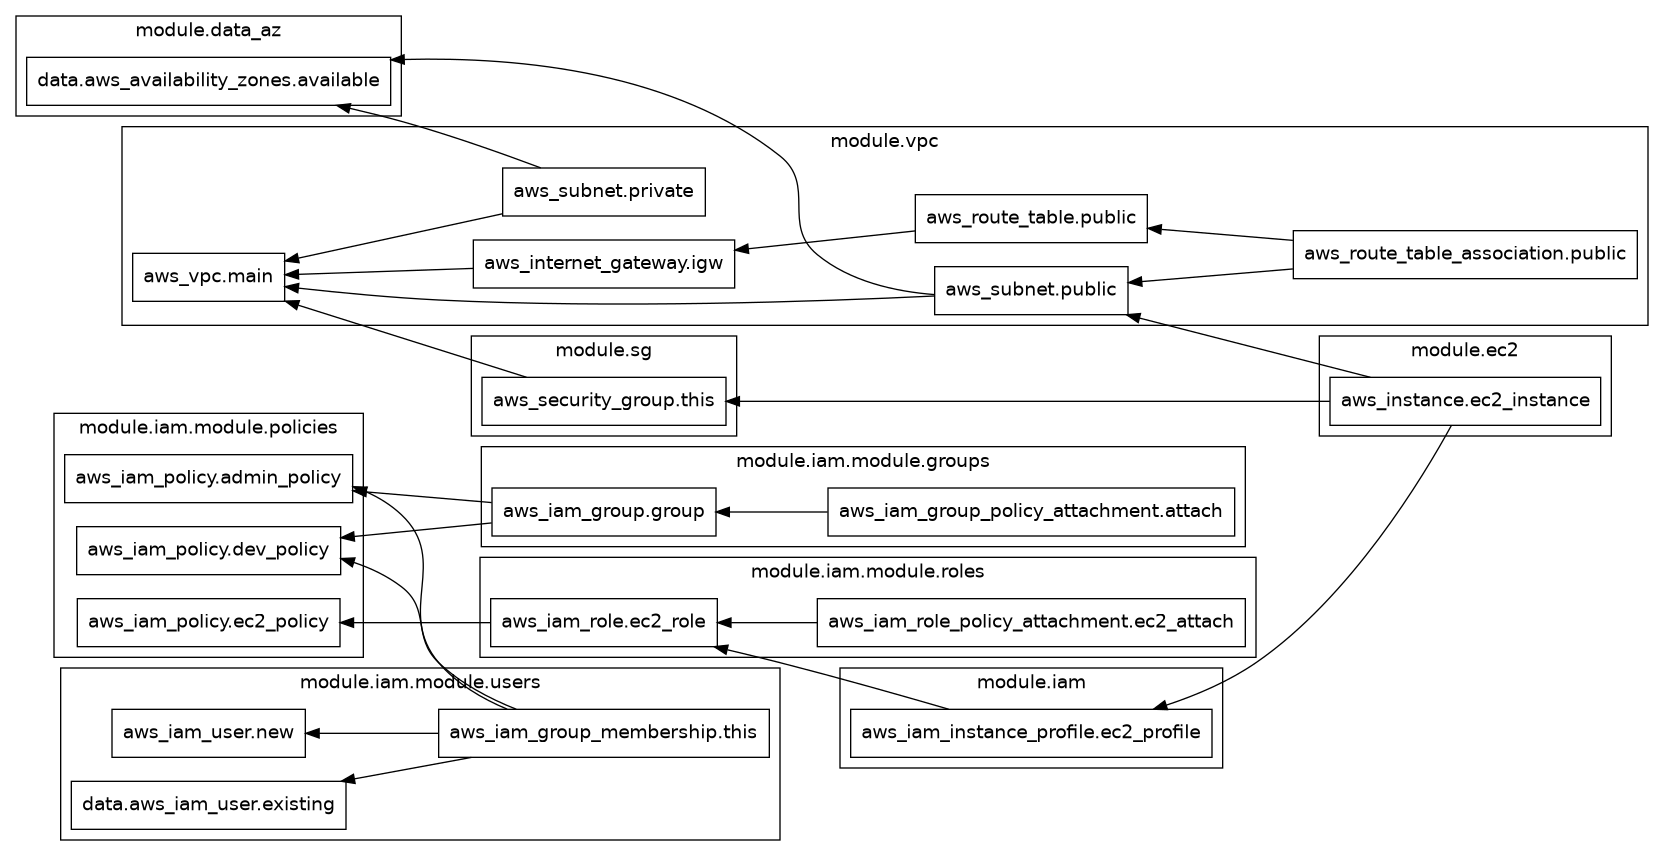 module.data_az
data.aws_availability_zones.available
module.vpc
aws_subnet.private
aws_route_table.public
aws_route_table_association.public
aws_internet_gateway.igw
aws_vpc.main
aws_subnet.public
module.sg
aws_security_group.this
module.ec2
aws_instance.ec2_instance
module.iam.module.policies
aws_iam_policy.admin_policy
aws_iam_policy.dev_policy
aws_iam_policy.ec2_policy
module.iam.module.groups
aws_iam_group.group
aws_iam_group_policy_attachment.attach
module.iam.module.roles
aws_iam_role.ec2_role
aws_iam_role_policy_attachment.ec2_attach
module.iam.module.users
aws_iam_user.new
aws_iam_group_membership.this
data.aws_iam_user.existing
module.iam
aws_iam_instance_profile.ec2_profile